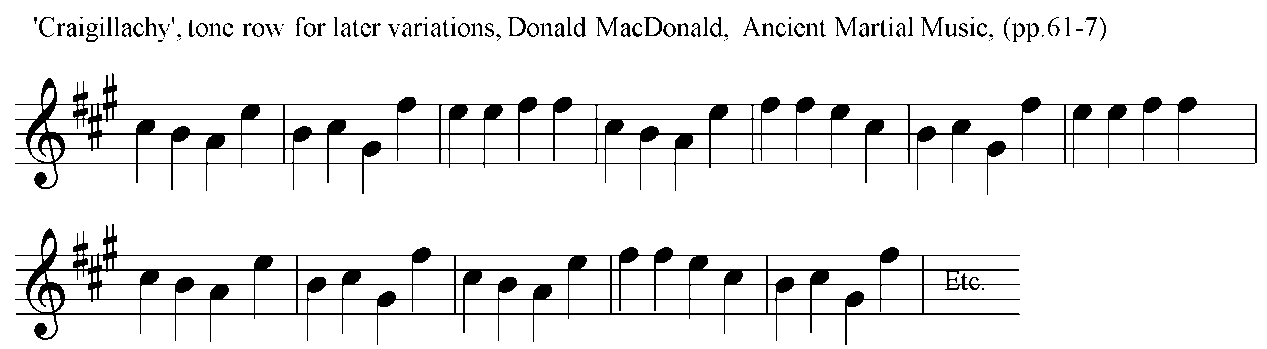 'Craigillachy', tone row for later variations, Donald MacDonald, Ancient Martial Music, (pp.61-7)
Etc.